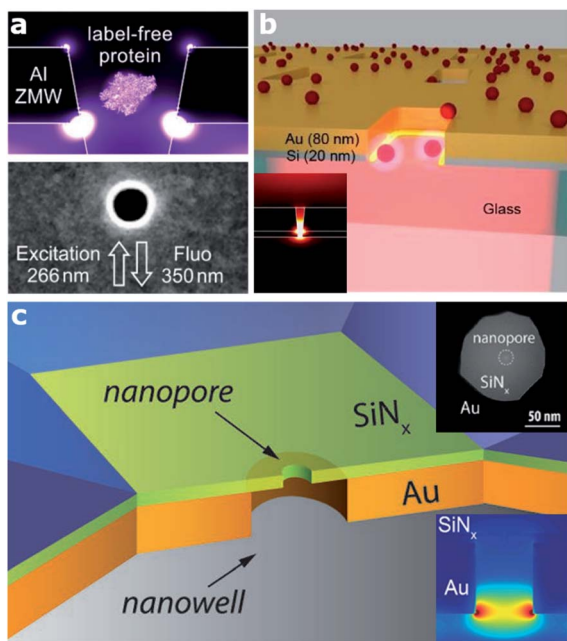 a
label-free
protein
Al
ZMW
Excitation
266 nm
Fluo
350 nm
b
Au (80 nm)
Si (20 nm)
Glass
c
nanopore
SiNx
Au
nanowell
nanopore
SiNx
Au
50 nm
SiNx
Au